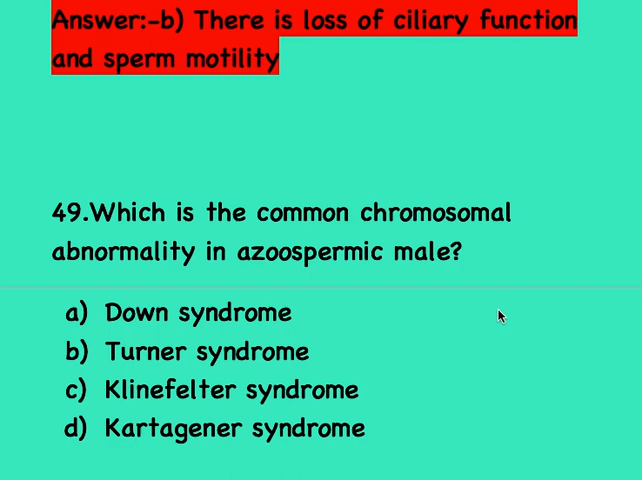 Answer:-b) There is loss of ciliary function
and sperm motility
49.Which is the common chromosomal
abnormality in azoospermic male?
a) Down syndrome
b) Turner syndrome
c) Klinefelter syndrome
d) Kartagener syndrome